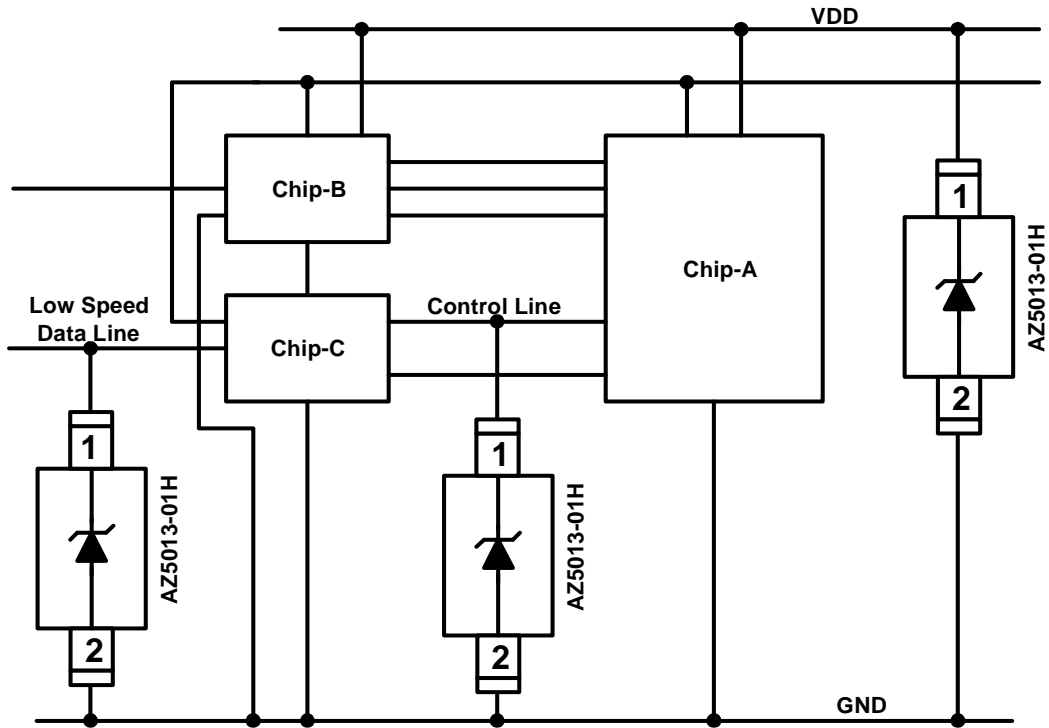 VDD
Chip-B
Chip-A
1
AZ5013-01H
2
Low Speed
Data Line
Control Line
Chip-C
1
AZ5013-01H
2
1
AZ5013-01H
2
GND